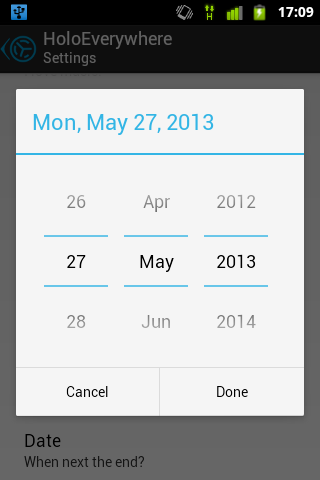 H
17:09
HoloEverywhere
Settings
Mon, May 27, 2013
26 Apr 2012
27 May 2013
28 Jun 2014
Cancel Done
Date
When next the end?